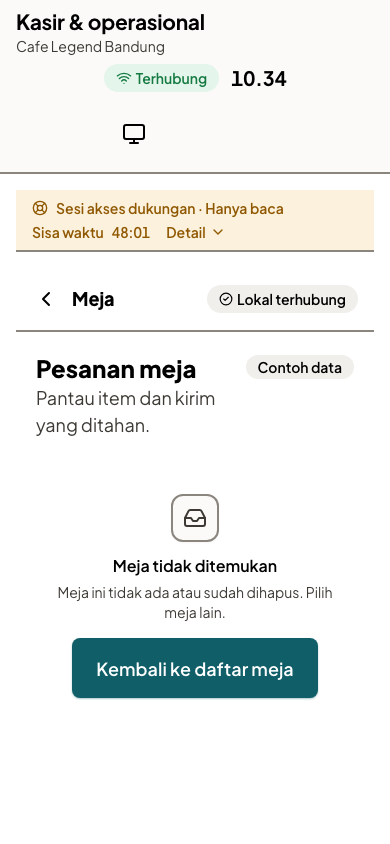 Kasir & operasional
Cafe Legend Bandung
Terhubung 10.34
Sesi akses dukungan · Hanya baca
Sisa waktu 48:01 Detail
Meja
Lokal terhubung
Pesanan meja
Contoh data
Pantau item dan kirim
yang ditahan.
Meja tidak ditemukan
Meja ini tidak ada atau sudah dihapus. Pilih
meja lain.
Kembali ke daftar meja